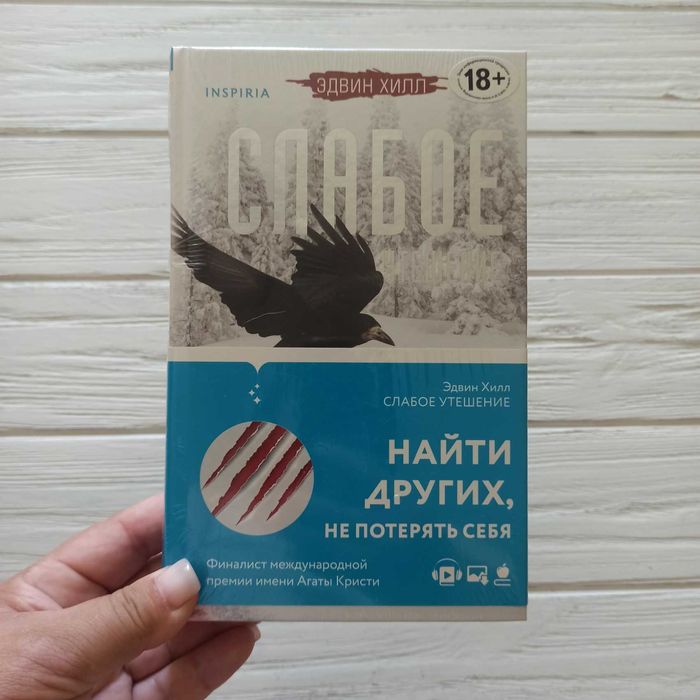 INSPIRIA
ЭДВИН ХИЛЛ
18+
СЛАБОЕ
Эдвин Хилл
СЛАБОЕ УТЕШЕНИЕ
НАЙТИ
ДРУГИХ,
НЕ ПОТЕРЯТЬ СЕБЯ
Финалист международной
премии имени Агаты Кристи